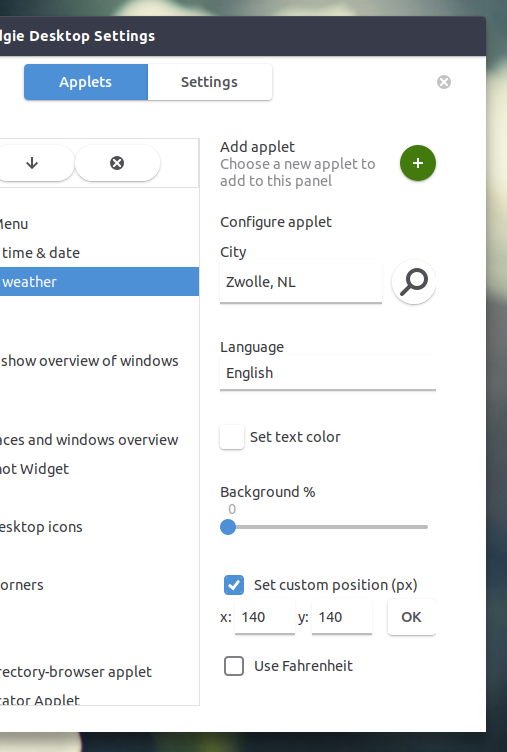 dgie Desktop Settings
Applets
Settings
Menu
time & date
weather
show overview of windows
aces and windows overview
not Widget
esktop icons
orners
rectory-browser applet
cator Applet
Add applet
Choose a new applet to
add to this panel
Configure applet
City
Zwolle, NL
Language
English
Set text color
Background %
0
Set custom position (px)
x: 140 y: 140 OK
Use Fahrenheit